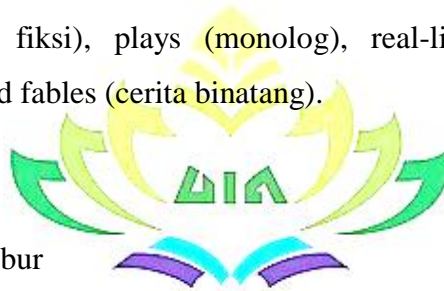 fiksi), plays (monolog), real-li
d fables (cerita binatang).
UIN
bur